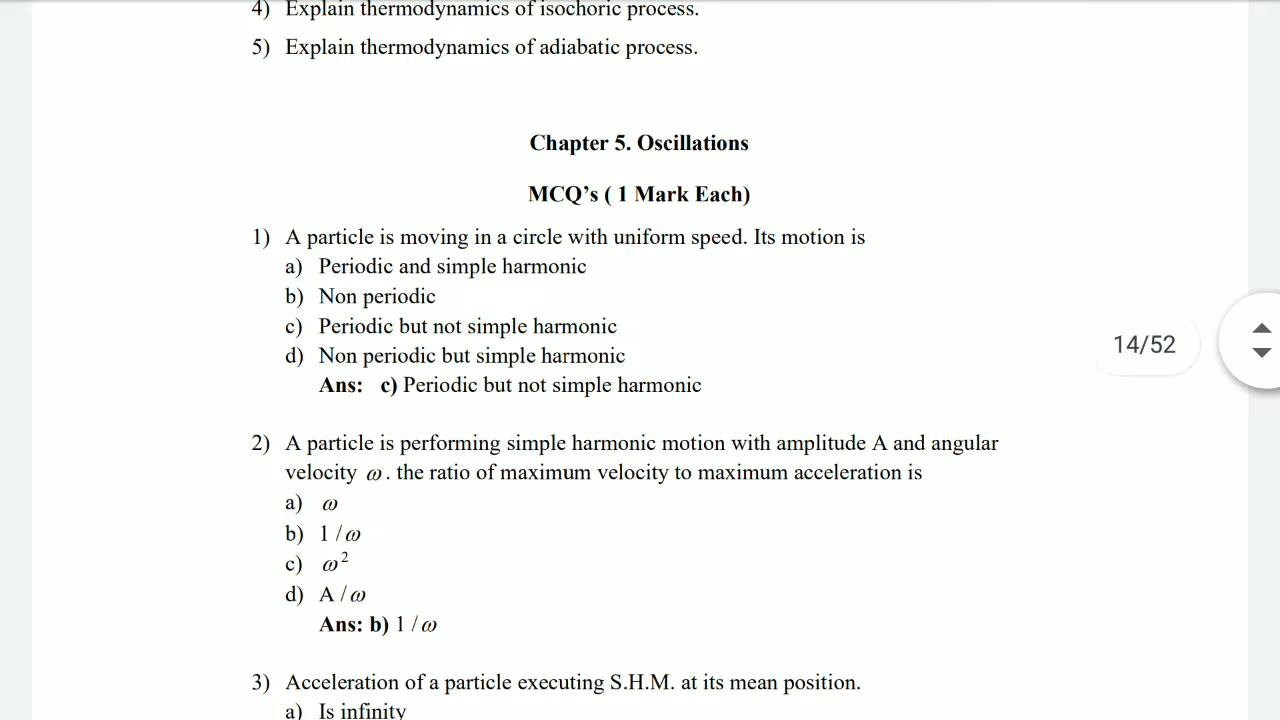 4) Explain thermodynamics of isochoric process.
5) Explain thermodynamics of adiabatic process.
Chapter 5. Oscillations
MCQ’s ( 1 Mark Each)
1) A particle is moving in a circle with uniform speed. Its motion is
a) Periodic and simple harmonic
b) Non periodic
c) Periodic but not simple harmonic
d) Non periodic but simple harmonic
Ans: c) Periodic but not simple harmonic
14/52
2) A particle is performing simple harmonic motion with amplitude A and angular
velocity ω. the ratio of maximum velocity to maximum acceleration is
a) ω
b) 1/ω
c) ω²
d) A/ω
Ans: b) 1/ω
3) Acceleration of a particle executing S.H.M. at its mean position.
a) Is infinity